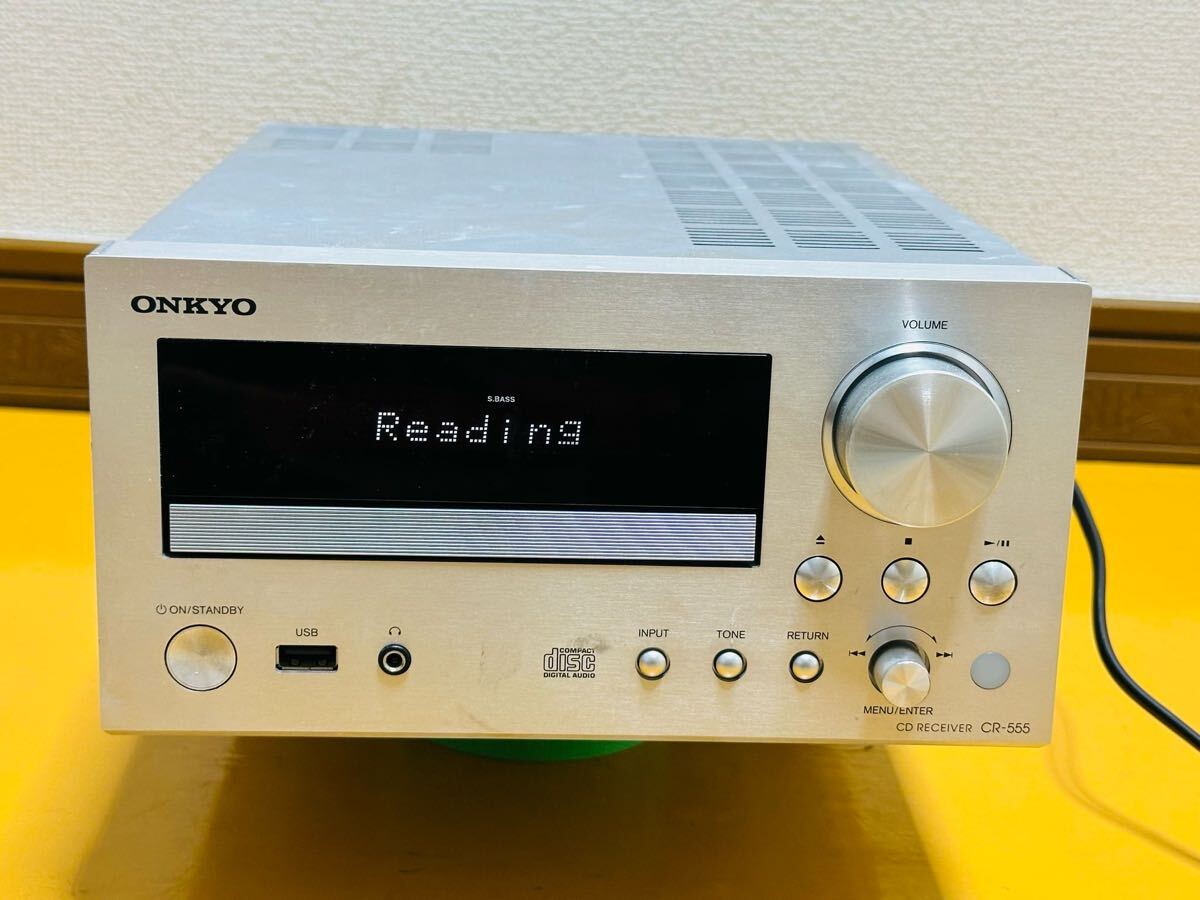 ONKYO
VOLUME
S.BASS
Reading
ON/STANDBY
USB
COMPACT
disc
DIGITAL AUDIO
INPUT
TONE
RETURN
MENU/ENTER
CD RECEIVER CR-555